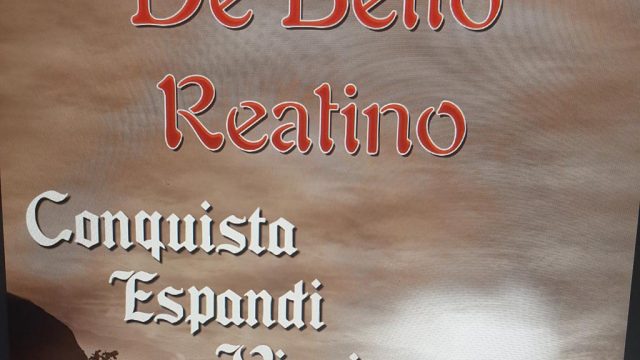 De Bello
Reatino
Conquista
Espandi